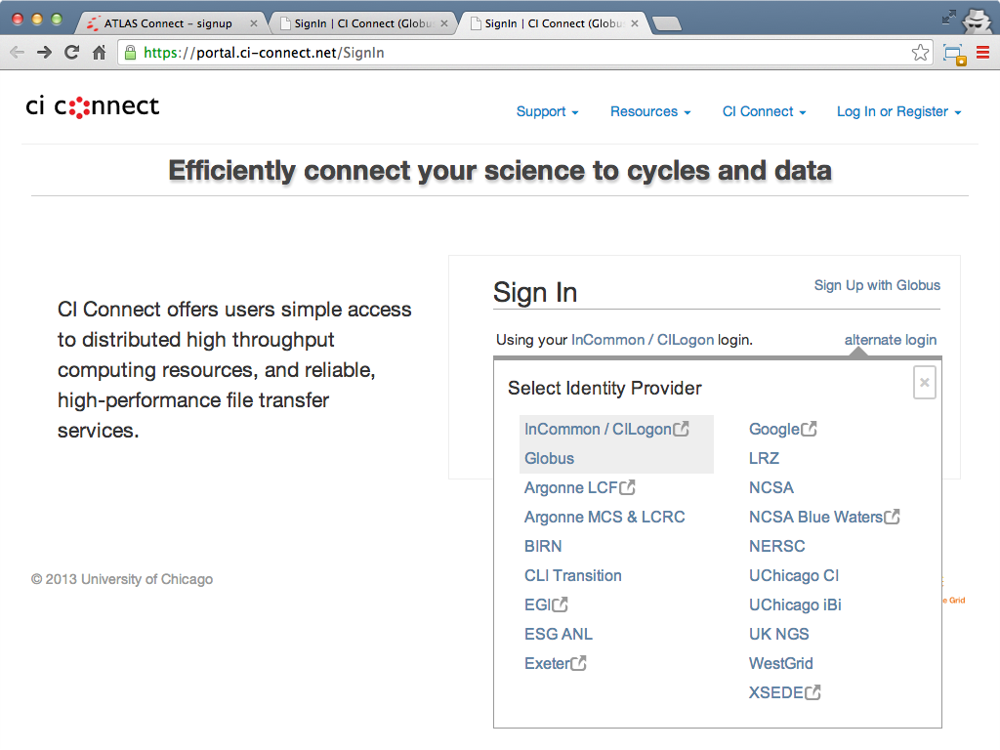 ATLAS Connect – signup
SignIn | CI Connect (Globu
SignIn | CI Connect (Globu
https://portal.ci-connect.net/SignIn
ci connect
Support
Resources
CI Connect
Log In or Register
Efficiently connect your science to cycles and data
CI Connect offers users simple access
to distributed high throughput
computing resources, and reliable,
high-performance file transfer
services.
Sign In
Sign Up with Globus
Using your InCommon / CILogon login.
alternate login
Select Identity Provider
InCommon / CILogon
Globus
Argonne LCF
Argonne MCS & LCRC
BIRN
CLI Transition
EGI
ESG ANL
Exeter
Google
LRZ
NCSA
NCSA Blue Waters
NERSC
UChicago CI
UChicago iBi
UK NGS
WestGrid
XSEDE
© 2013 University of Chicago
e Grid